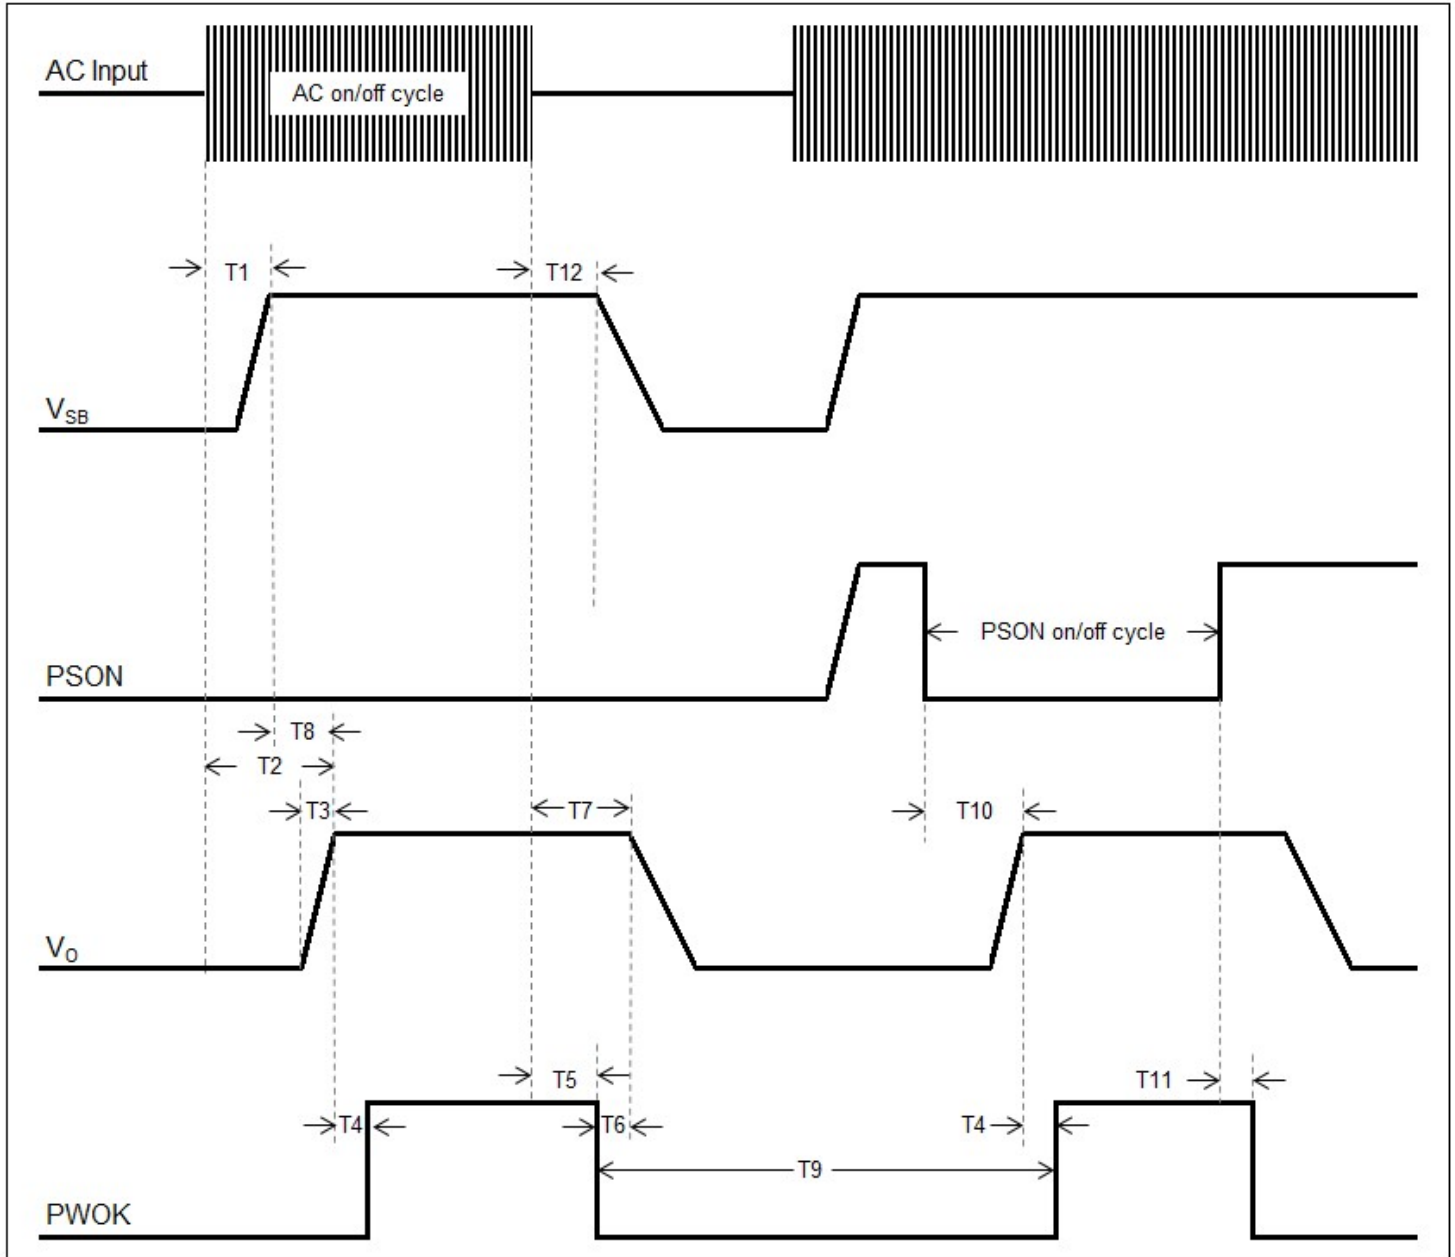 AC Input
AC on/off cycle
T1
T12
VSB
PSON on/off cycle
PSON
T8
T2
T3
T7
T10
VO
T5
T11
T4
T6
T4
T9
PWOK